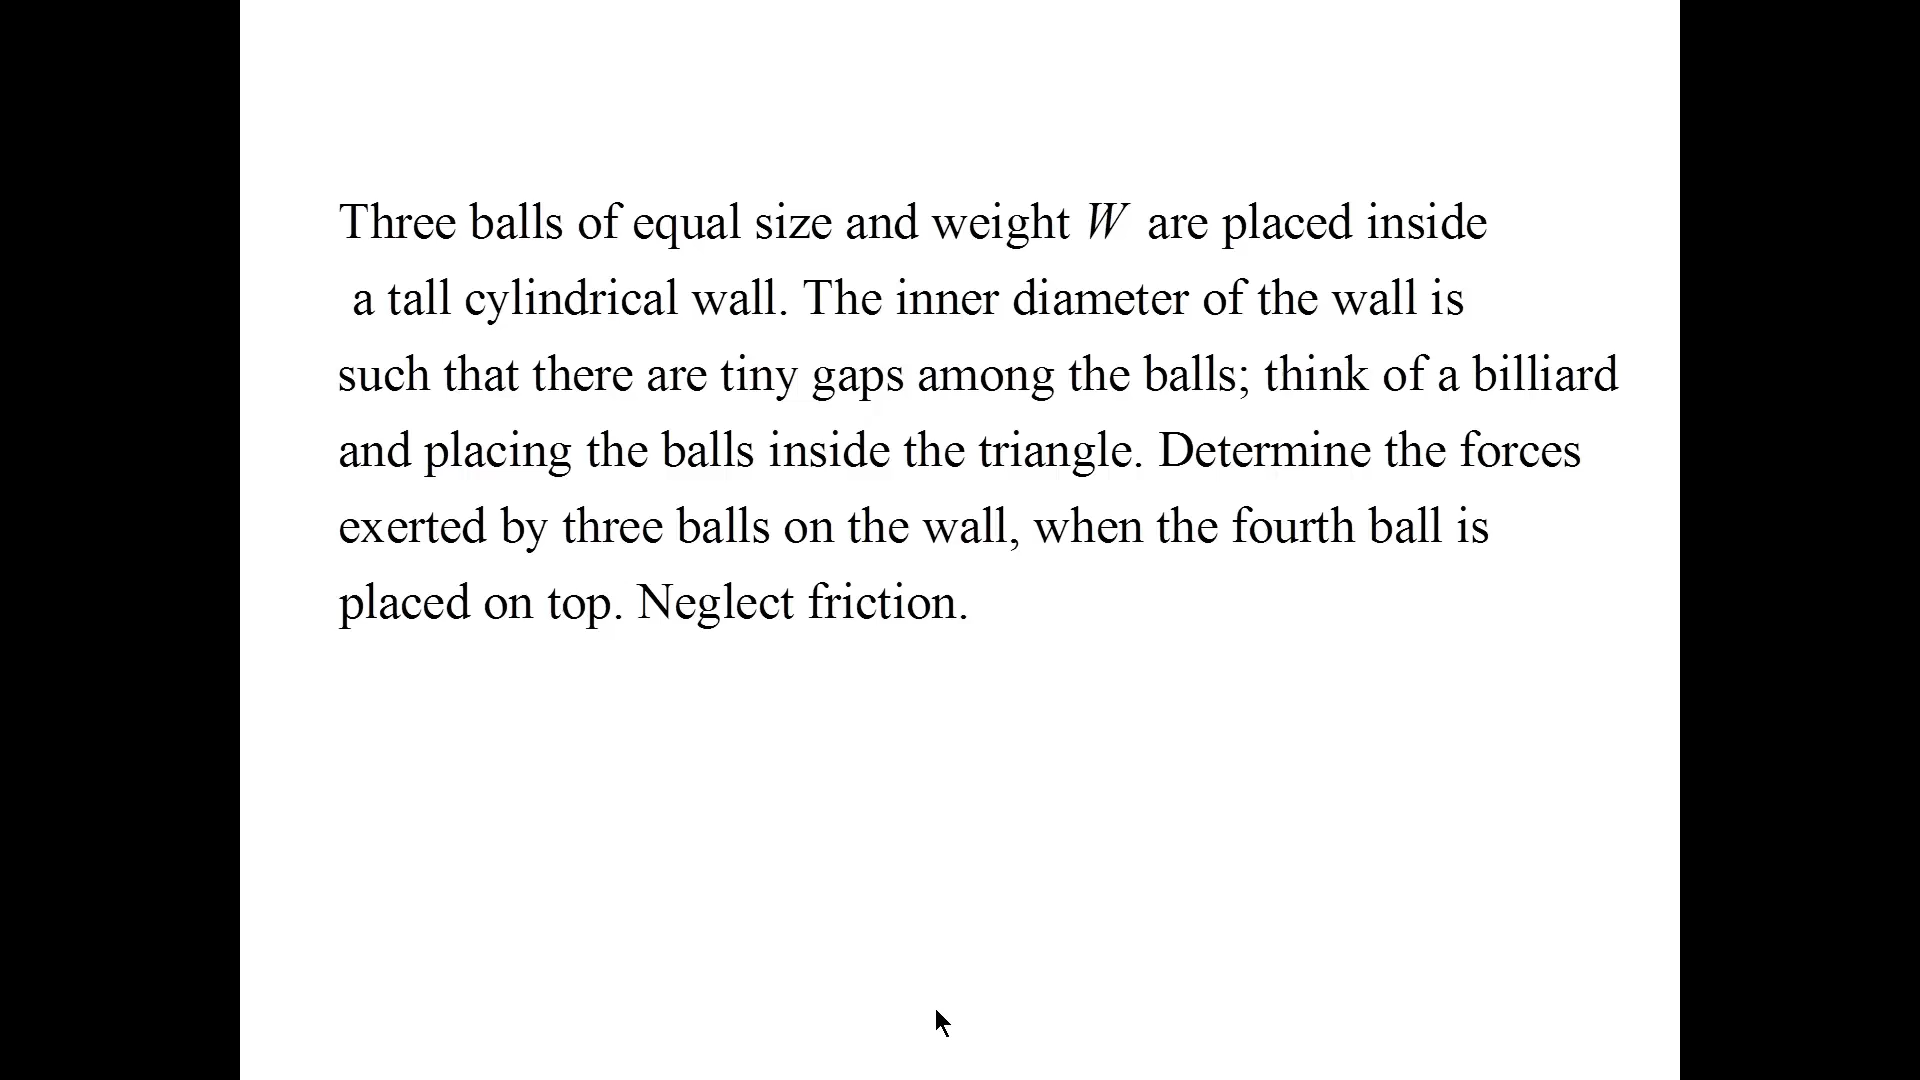 Three balls of equal size and weight W are placed inside
a tall cylindrical wall. The inner diameter of the wall is
such that there are tiny gaps among the balls; think of a billiard
and placing the balls inside the triangle. Determine the forces
exerted by three balls on the wall, when the fourth ball is
placed on top. Neglect friction.